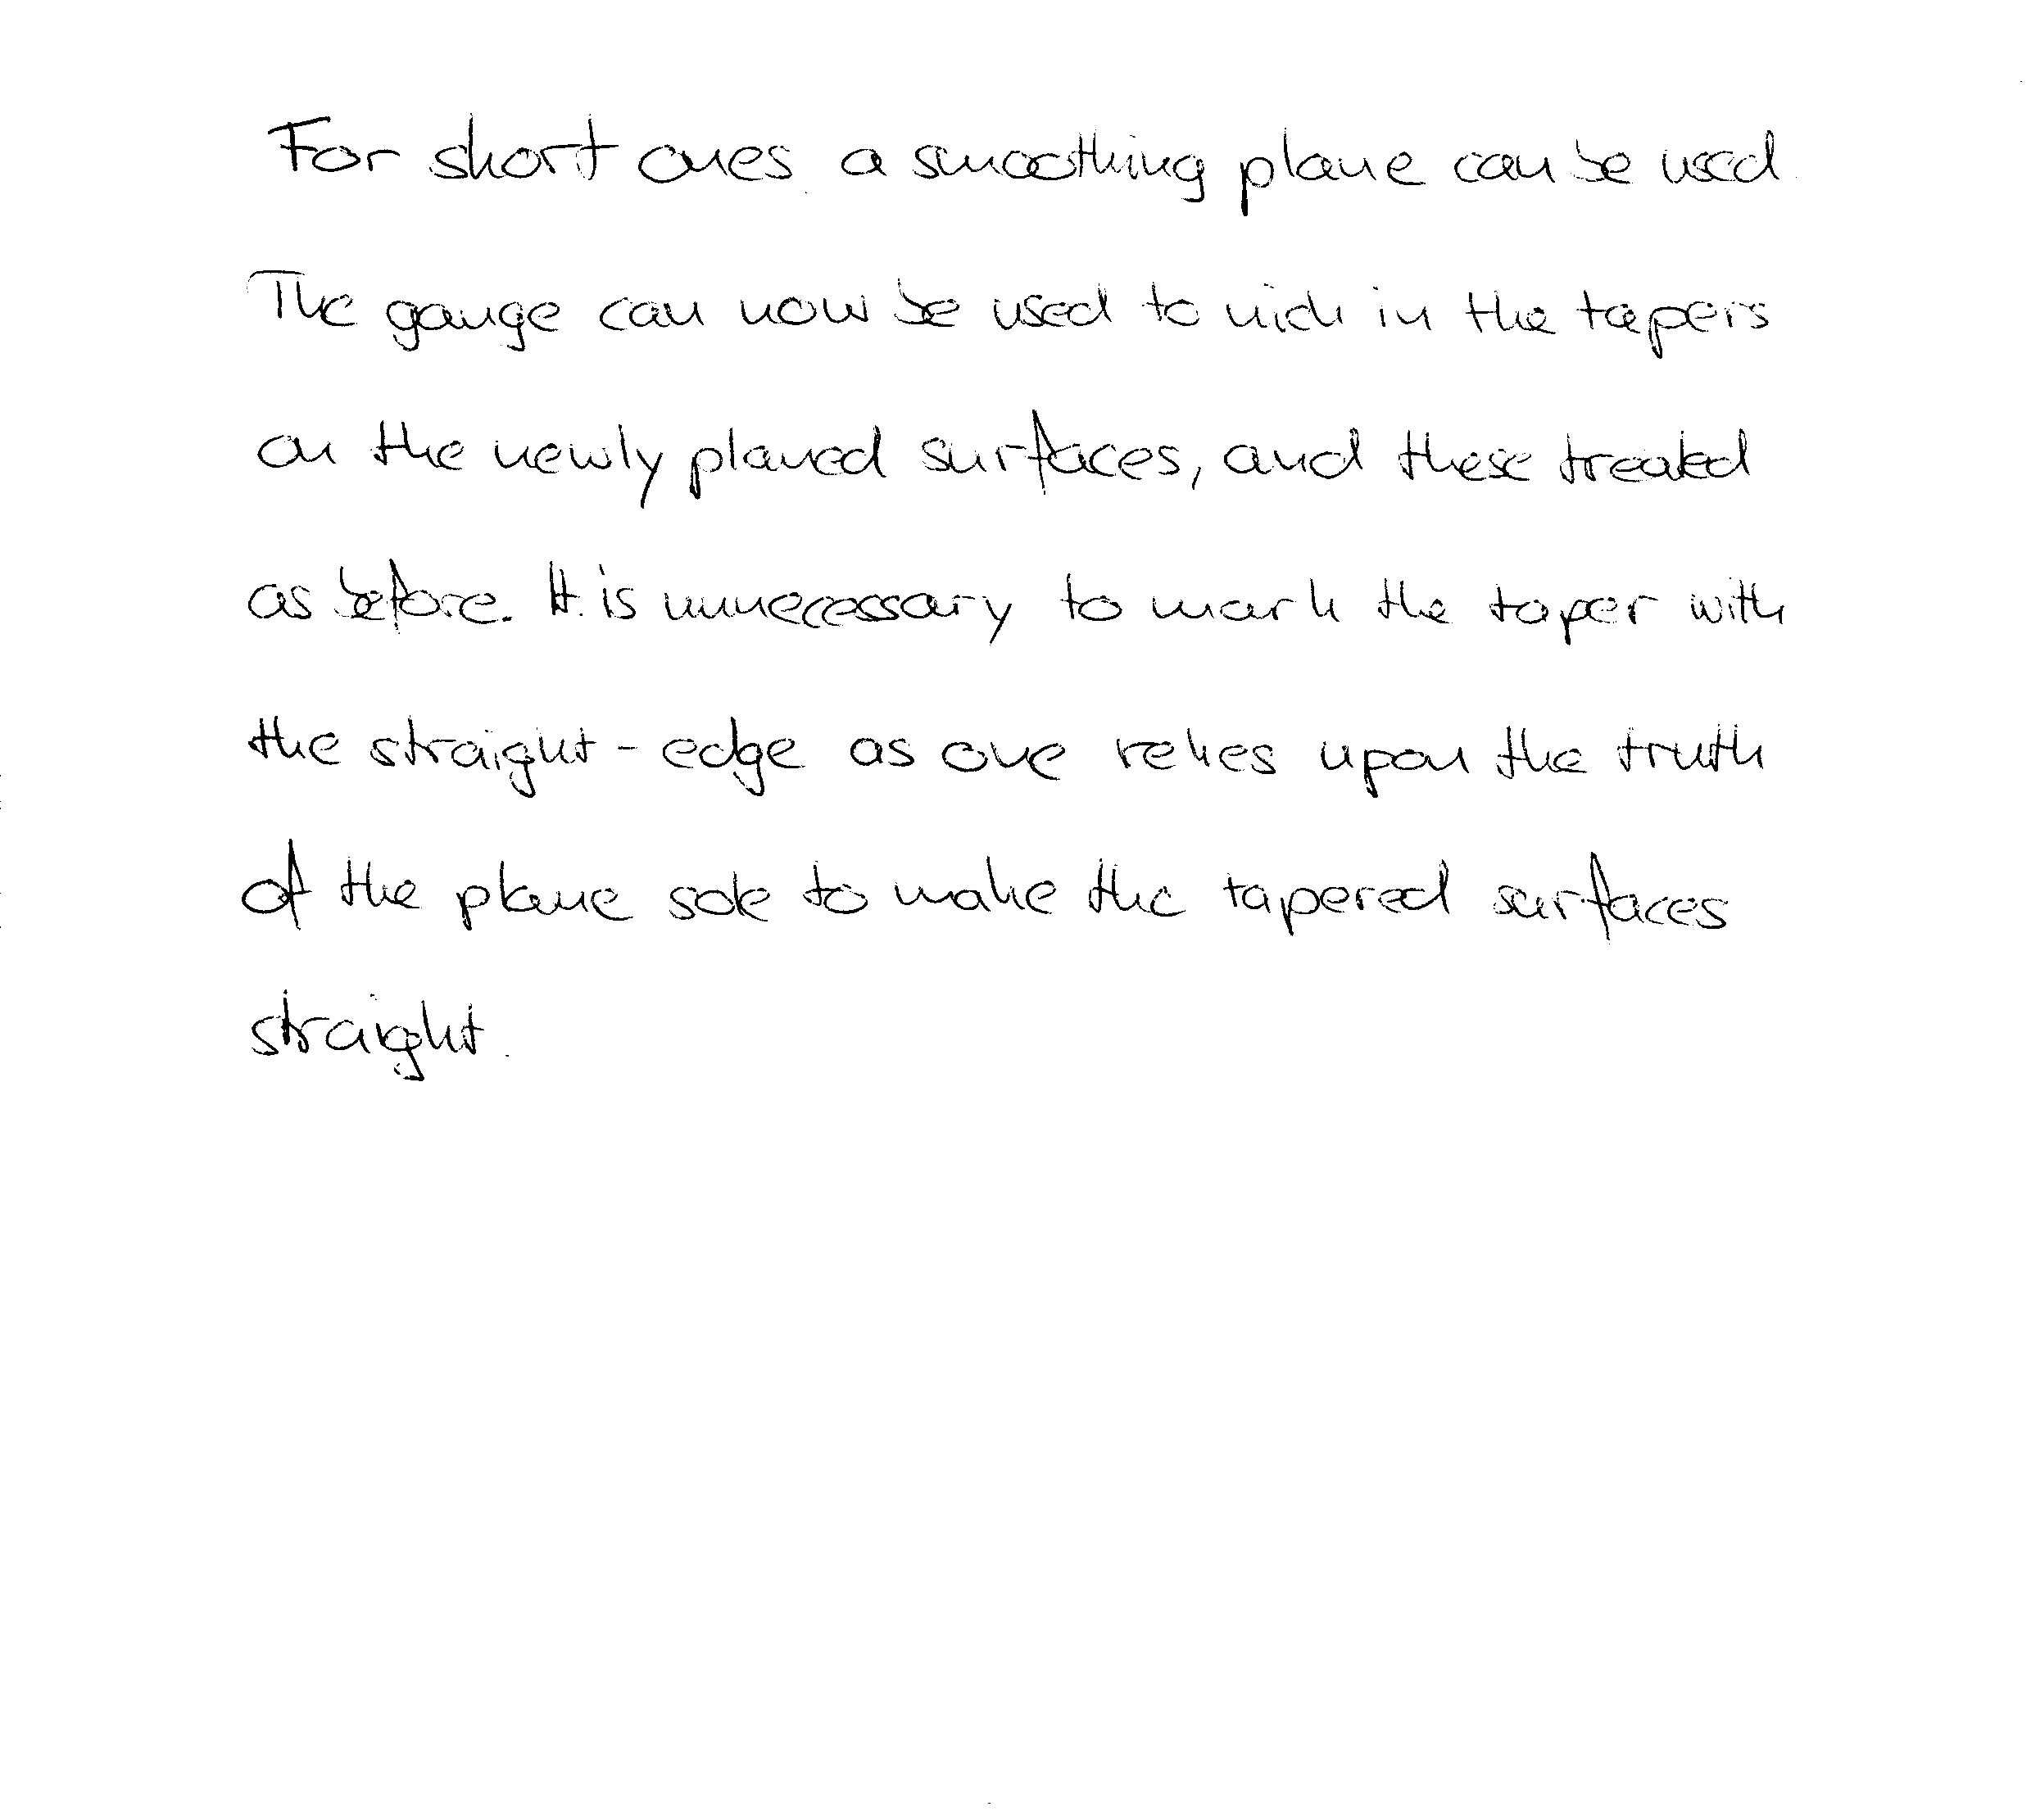 For short ones a smoothing plane can be used.
The gauge can now be used to nick in the tapers
on the newly planed surfaces, and these treated
as before. It is unnecessary to mark the taper with
the straight-edge as one relies upon the truth
of the plane sole to make the tapered surfaces
straight.